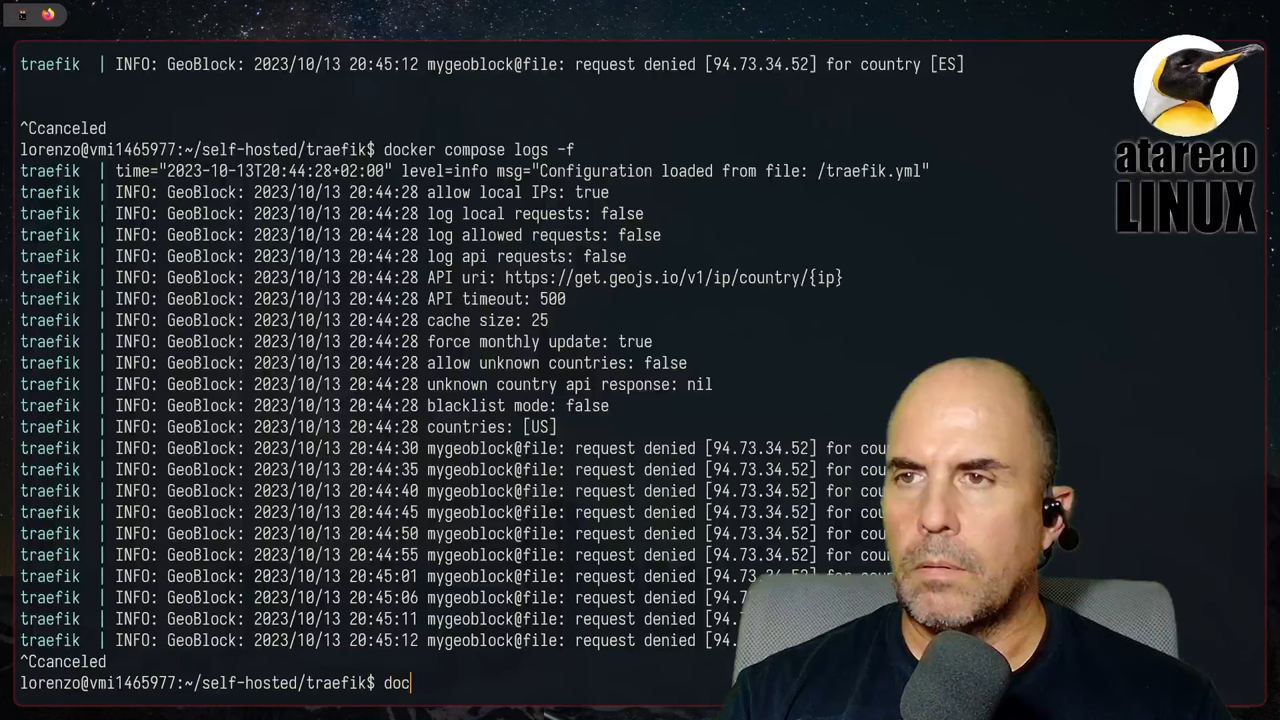 traefik | INFO: GeoBlock: 2023/10/13 20:45:12 mygeoblock@file: request denied [94.73.34.52] for country [ES]
^Ccanceled
lorenzo@vmi1465977:~/self-hosted/traefik$ docker compose logs -f
traefik | time="2023-10-13T20:44:28+02:00" level=info msg="Configuration loaded from file: /traefik.yml"
traefik | INFO: GeoBlock: 2023/10/13 20:44:28 allow local IPs: true
traefik | INFO: GeoBlock: 2023/10/13 20:44:28 log local requests: false
traefik | INFO: GeoBlock: 2023/10/13 20:44:28 log allowed requests: false
traefik | INFO: GeoBlock: 2023/10/13 20:44:28 log api requests: false
traefik | INFO: GeoBlock: 2023/10/13 20:44:28 API uri: https://get.geojs.io/v1/ip/country/{ip}
traefik | INFO: GeoBlock: 2023/10/13 20:44:28 API timeout: 500
traefik | INFO: GeoBlock: 2023/10/13 20:44:28 cache size: 25
traefik | INFO: GeoBlock: 2023/10/13 20:44:28 force monthly update: true
traefik | INFO: GeoBlock: 2023/10/13 20:44:28 allow unknown countries: false
traefik | INFO: GeoBlock: 2023/10/13 20:44:28 unknown country api response: nil
traefik | INFO: GeoBlock: 2023/10/13 20:44:28 blacklist mode: false
traefik | INFO: GeoBlock: 2023/10/13 20:44:28 countries: [US]
traefik | INFO: GeoBlock: 2023/10/13 20:44:30 mygeoblock@file: request denied [94.73.34.52] for cou
traefik | INFO: GeoBlock: 2023/10/13 20:44:35 mygeoblock@file: request denied [94.73.34.52] for cou
traefik | INFO: GeoBlock: 2023/10/13 20:44:40 mygeoblock@file: request denied [94.73.34.52] for cou
traefik | INFO: GeoBlock: 2023/10/13 20:44:45 mygeoblock@file: request denied [94.73.34.52] for cou
traefik | INFO: GeoBlock: 2023/10/13 20:44:50 mygeoblock@file: request denied [94.73.34.52] for cou
traefik | INFO: GeoBlock: 2023/10/13 20:44:55 mygeoblock@file: request denied [94.73.34.52] for cou
traefik | INFO: GeoBlock: 2023/10/13 20:45:01 mygeoblock@file: request denied [94.73.34.52] for cou
traefik | INFO: GeoBlock: 2023/10/13 20:45:06 mygeoblock@file: request denied [94.7
traefik | INFO: GeoBlock: 2023/10/13 20:45:11 mygeoblock@file: request denied [94.
traefik | INFO: GeoBlock: 2023/10/13 20:45:12 mygeoblock@file: request denied [94.
^Ccanceled
lorenzo@vmi1465977:~/self-hosted/traefik$ doc
atareao
LINUX